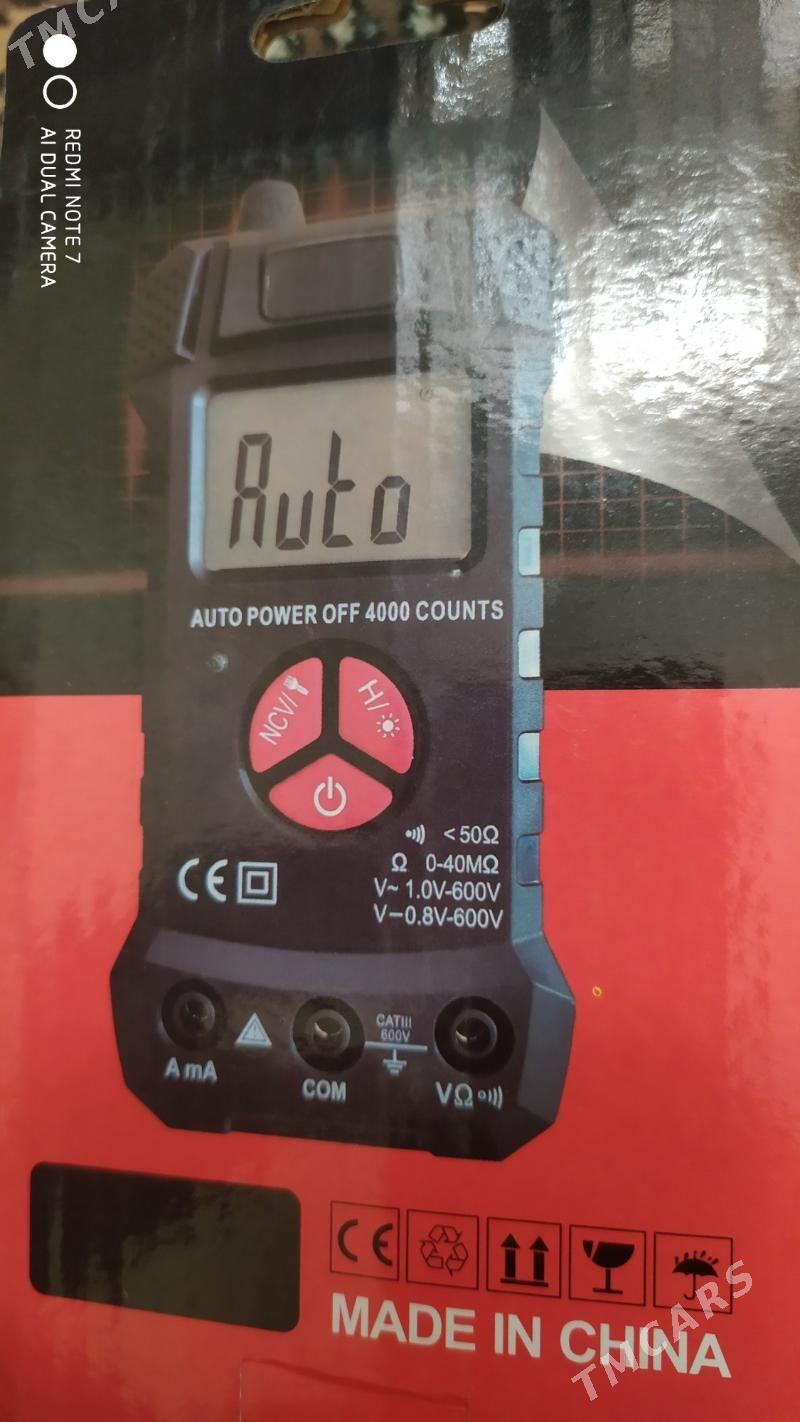 TMCARS
REDMI NOTE 7
AI DUAL CAMERA
Auto
AUTO POWER OFF 4000 COUNTS
NCV/
H/
<50Ω
Ω 0-40MΩ
V~ 1.0V-600V
V−0.8V-600V
CE
A mA
COM
CATIII
600V
VΩ
CE
MADE IN CHINA
TMCARS